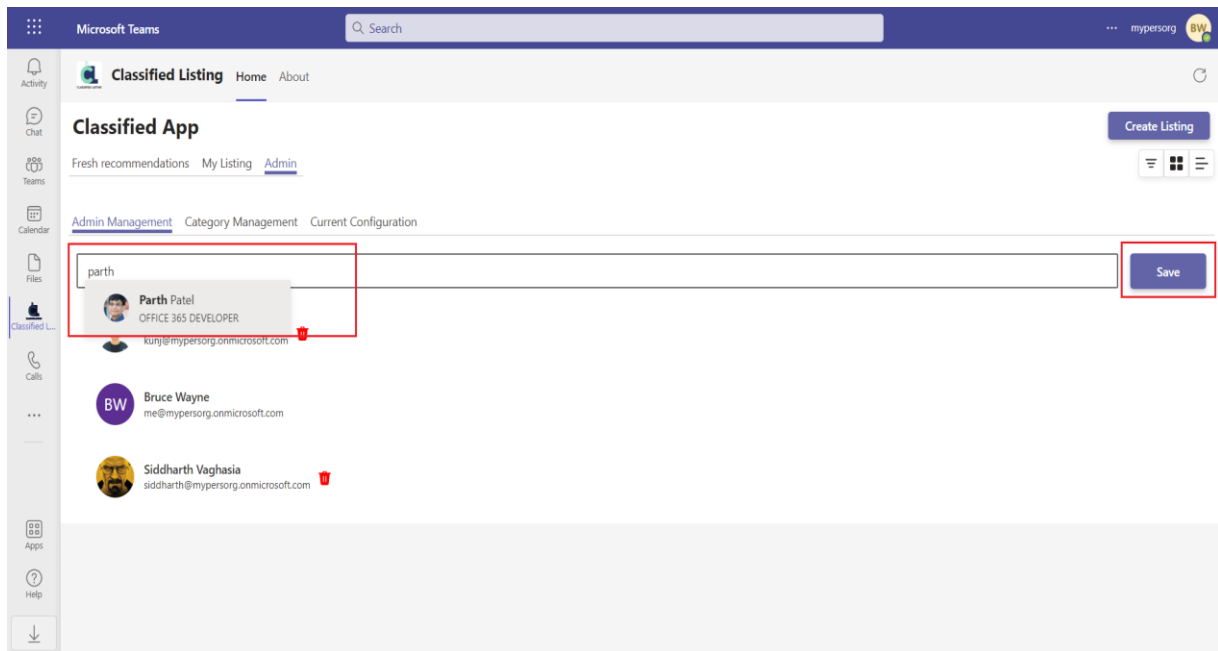 Microsoft Teams
Search
... mypersorg BW
Activity
Chat
Teams
Calendar
Files
Classified L...
Calls
...
Apps
Help
Classified Listing Home About
Classified App
Create Listing
Fresh recommendations My Listing Admin
Admin Management Category Management Current Configuration
parth
Save
Parth Patel
OFFICE 365 DEVELOPER
kunj@mypersorg.onmicrosoft.com
BW
Bruce Wayne
me@mypersorg.onmicrosoft.com
Siddharth Vaghasia
siddharth@mypersorg.onmicrosoft.com